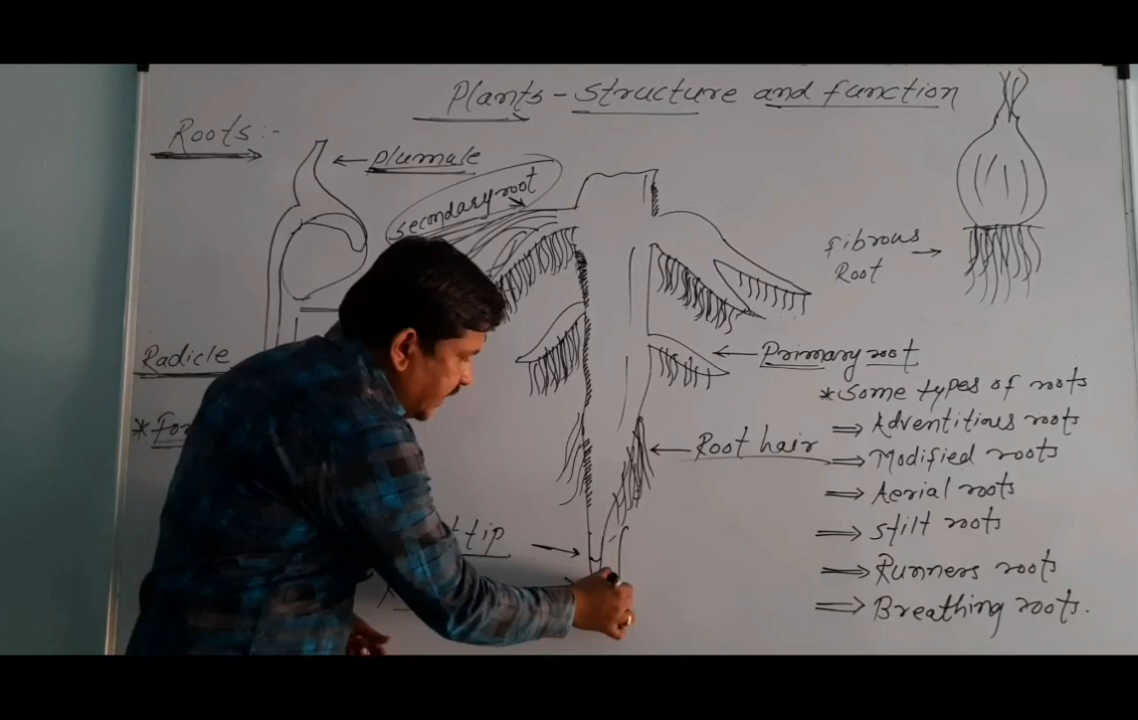 Plants - Structure and function
Roots:-
Plumule
secondary root
fibrous
Root
Radicle
Primary root
*Some types of roots
⇒ Adventitious roots
Root hair
⇒ Modified roots
⇒ Aerial roots
⇒ Stilt roots
tip
⇒ Runners roots
⇒ Breathing roots.